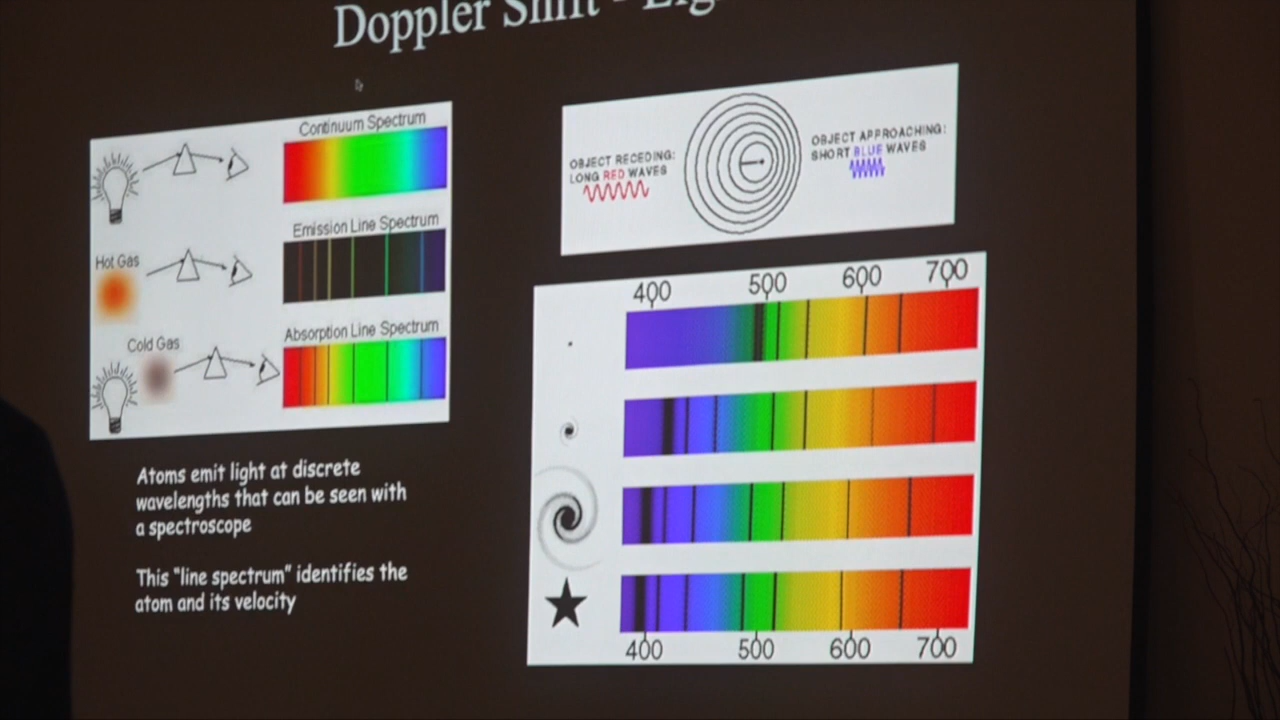 Doppler Shift -
Continuum Spectrum
Emission Line Spectrum
Hot Gas
Absorption Line Spectrum
Cold Gas
Atoms emit light at discrete
wavelengths that can be seen with
a spectroscope
This “line spectrum” identifies the
atom and its velocity
OBJECT RECEDING:
LONG RED WAVES
OBJECT APPROACHING:
SHORT BLUE WAVES
400 500 600 700
400 500 600 700